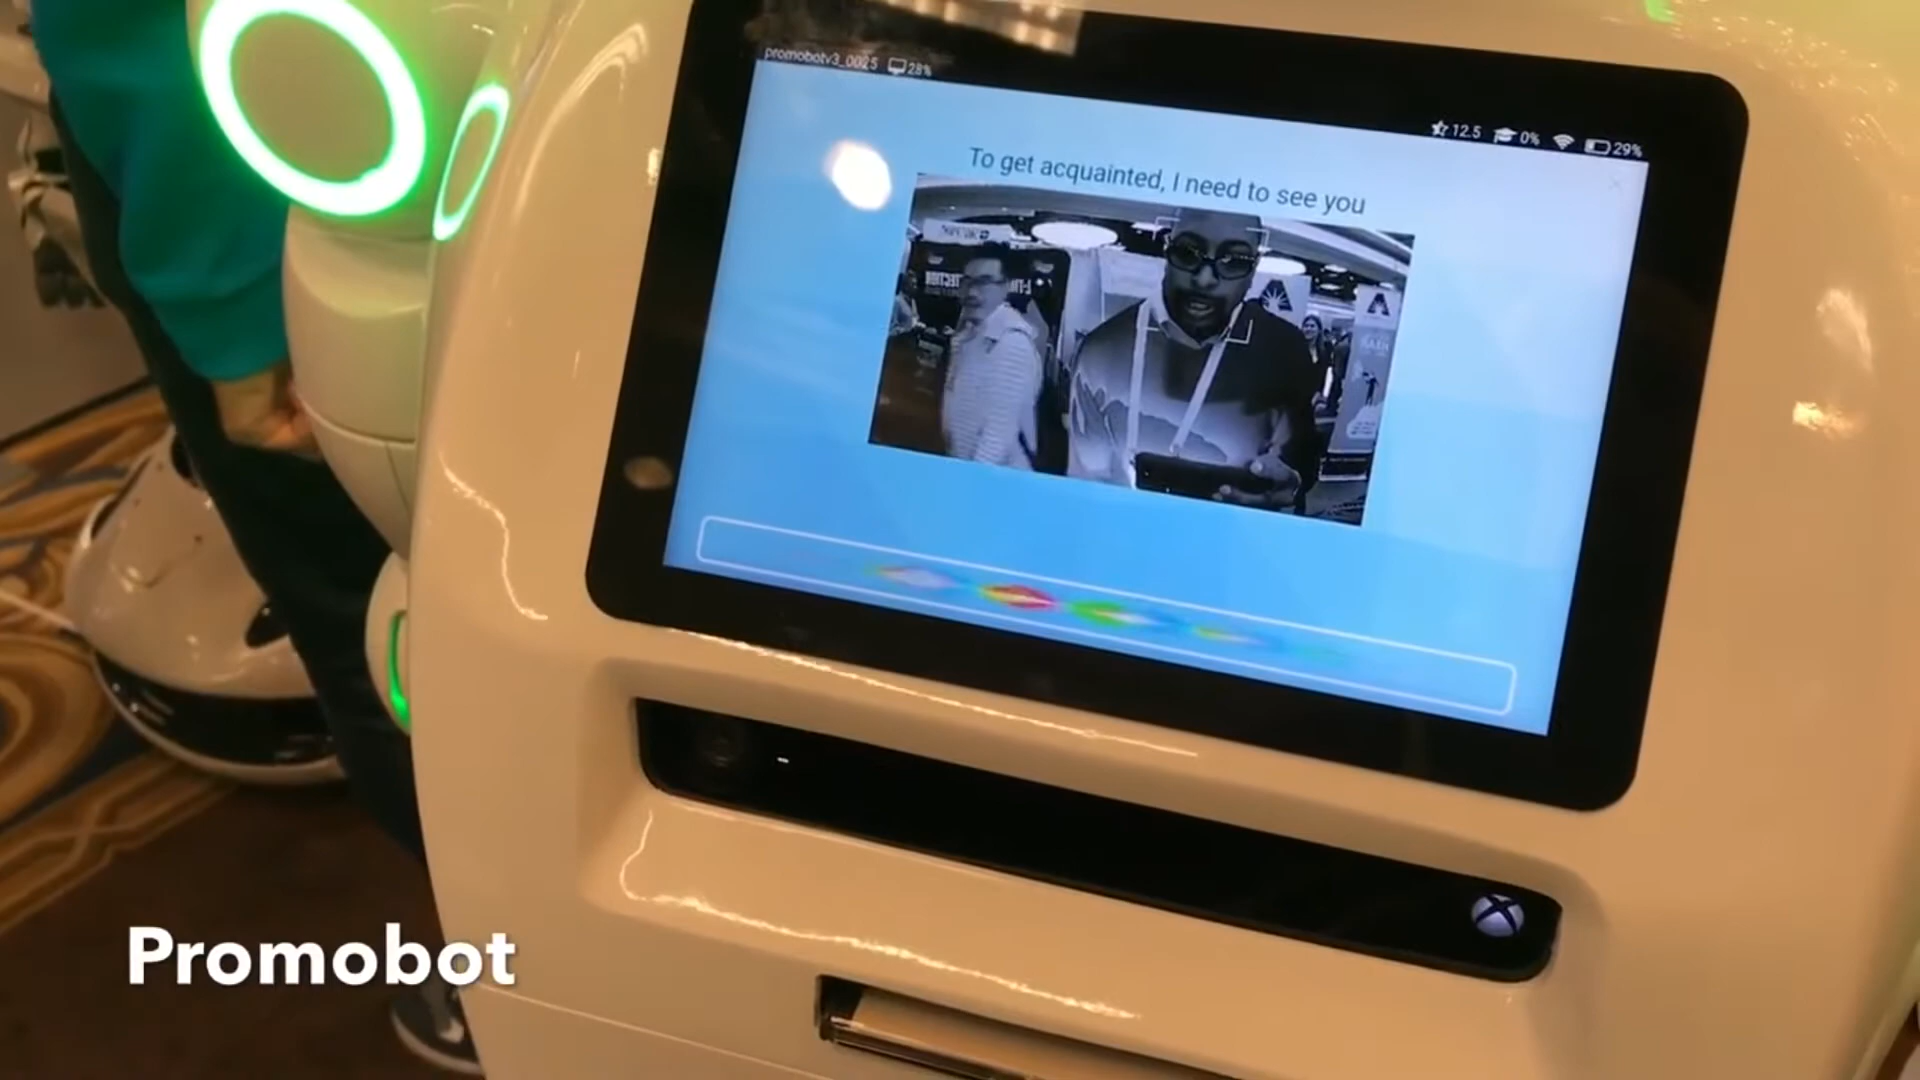 promobotv3_0025 28%
12.5 0% 29%
To get acquainted, I need to see you
Promobot